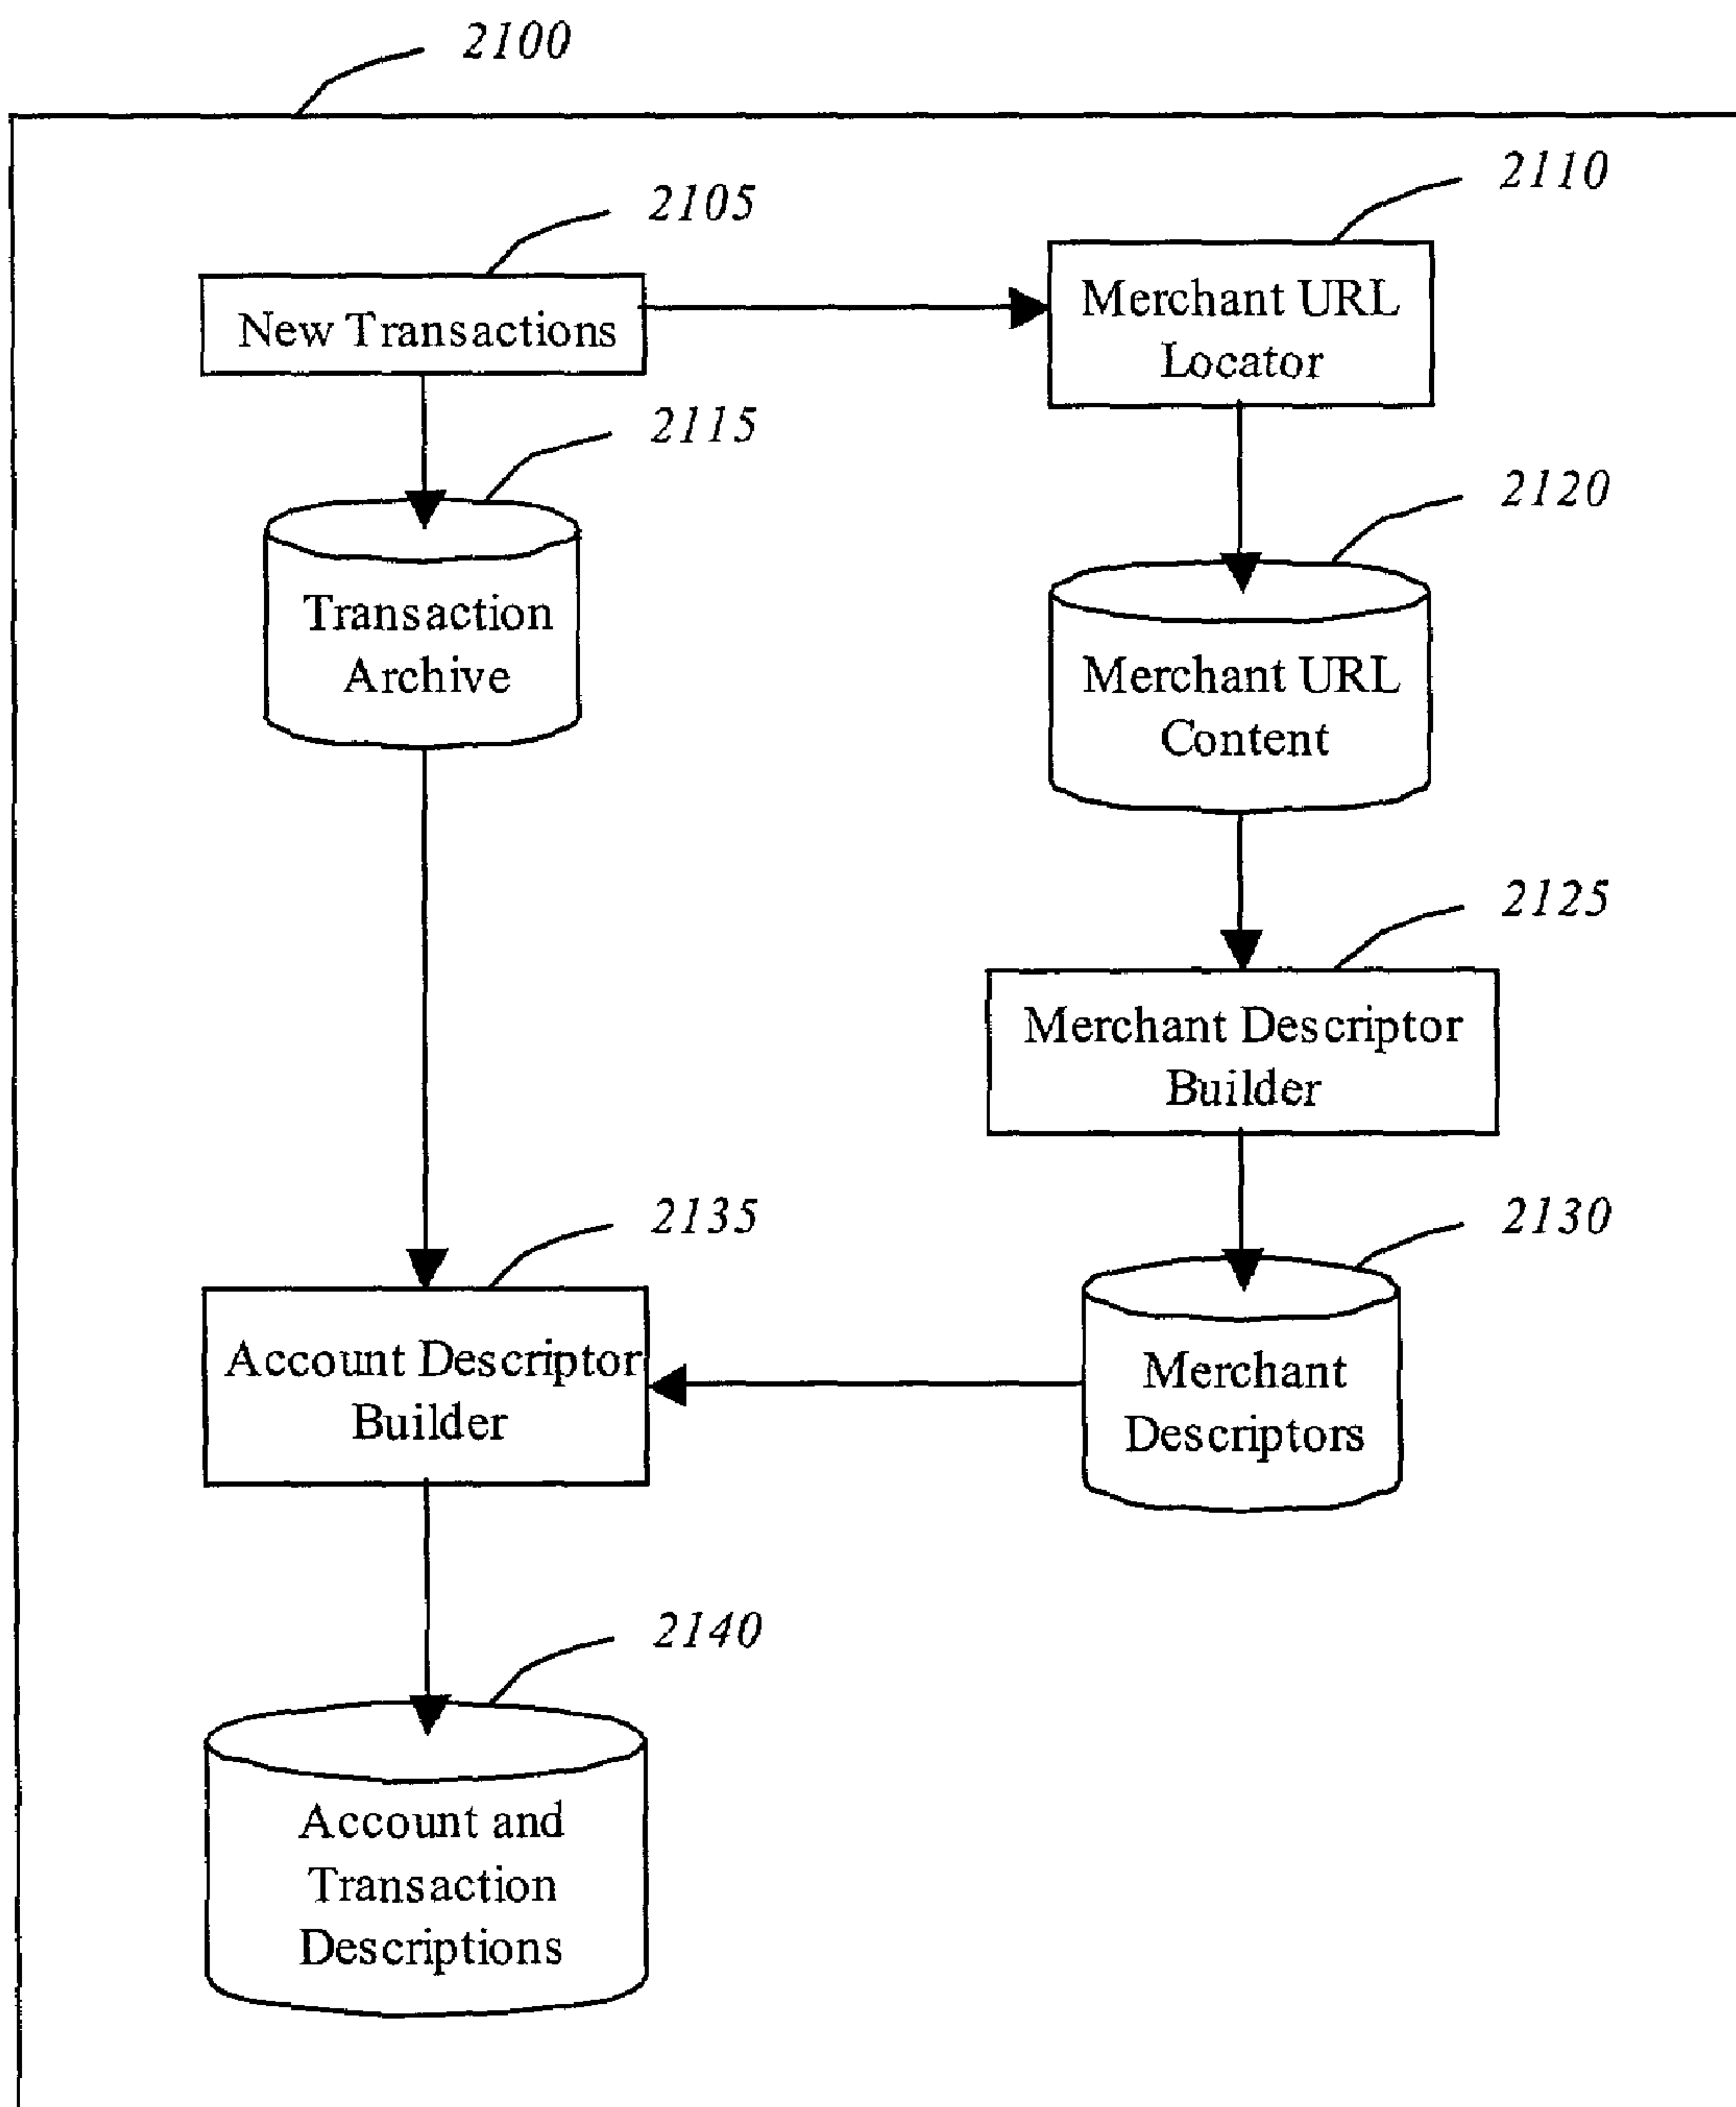 2100
2105
2110
New Transactions
Merchant URL
Locator
2115
2120
Transaction
Archive
Merchant URL
Content
2125
Merchant Descriptor
Builder
2135
2130
Account Descriptor
Builder
Merchant
Descriptors
2140
Account and
Transaction
Descriptions